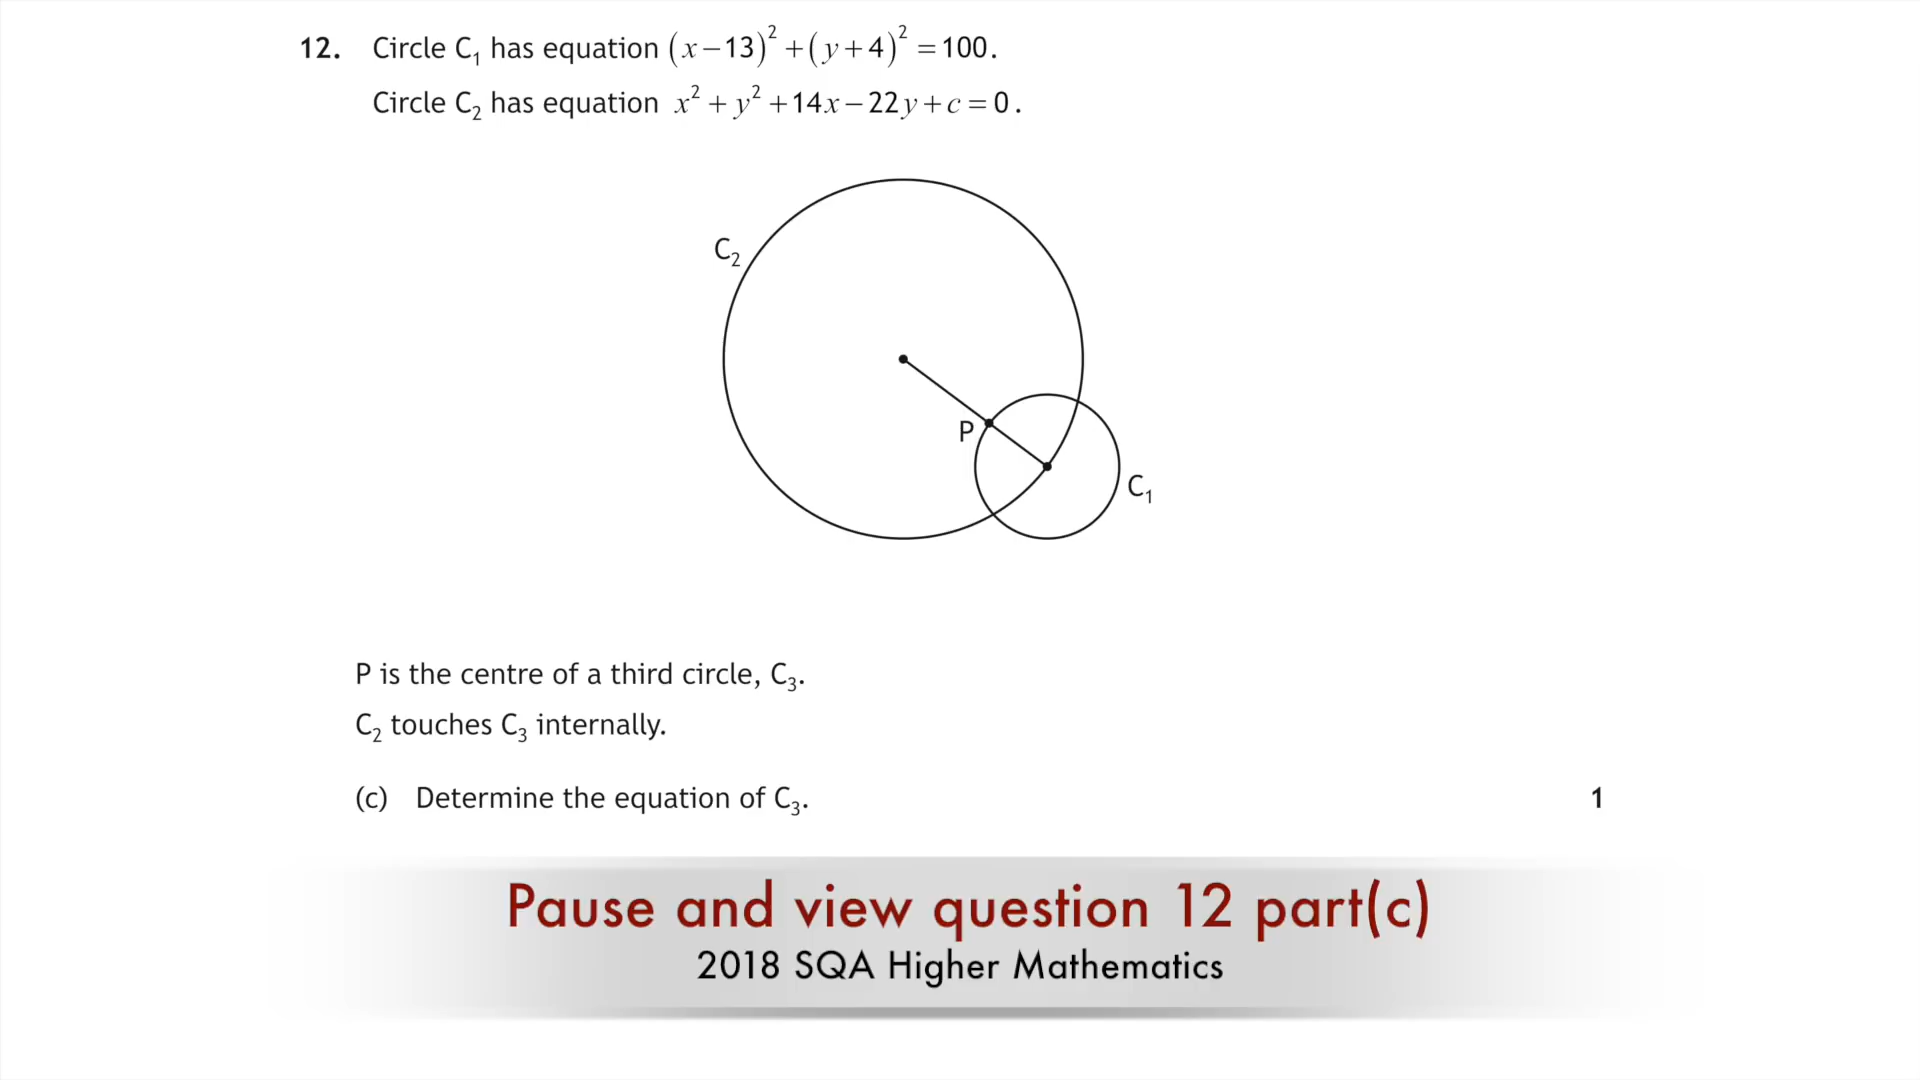 12. Circle C₁ has equation (x−13)² + (y+4)² = 100.
Circle C₂ has equation x² + y² + 14x − 22y + c = 0.
C₂
P
C₁
P is the centre of a third circle, C₃.
C₂ touches C₃ internally.
(c) Determine the equation of C₃. 1
Pause and view question 12 part(c)
2018 SQA Higher Mathematics